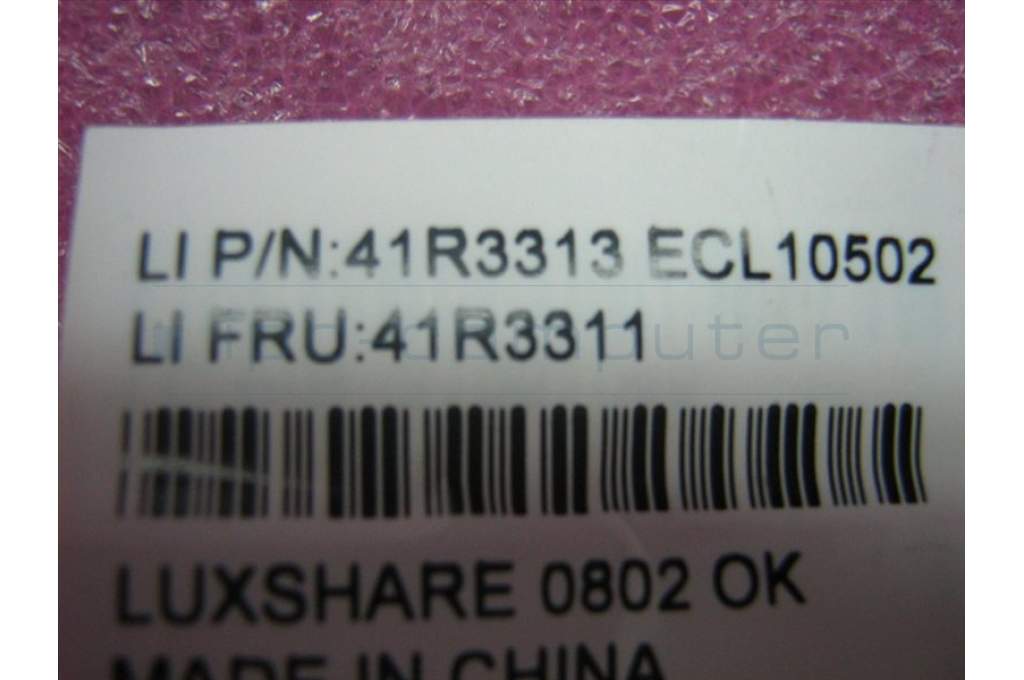 LI P/N:41R3313 ECL10502
LI FRU:41R3311
LUXSHARE 0802 OK
MADE IN CHINA